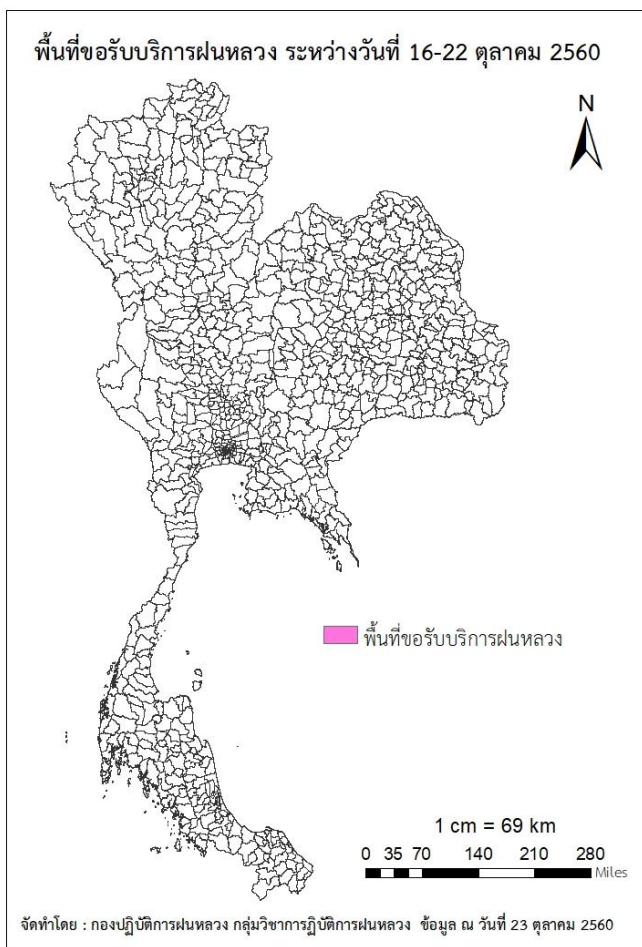 พื้นที่ขอรับบริการฝนหลวง ระหว่างวันที่ 16-22 ตุลาคม 2560
N
พื้นที่ขอรับบริการฝนหลวง
1 cm = 69 km
0 35 70 140 210 280
Miles
จัดทำโดย : กองปฏิบัติการฝนหลวง กลุ่มวิชาการฏิบัติการฝนหลวง ข้อมูล ณ วันที่ 23 ตุลาคม 2560